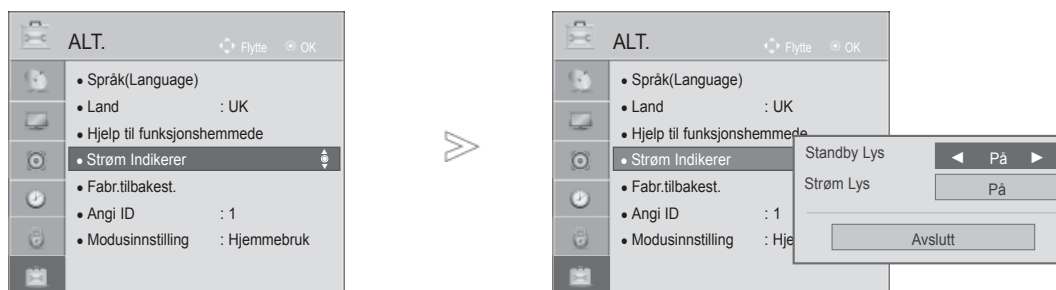 ALT.
Flytte OK
Språk(Language)
Land : UK
Hjelp til funksjonshemmede
Strøm Indikerer
Fabr.tilbakest.
Angi ID : 1
Modusinnstilling : Hjemmebruk
ALT.
Flytte OK
Språk(Language)
Land : UK
Hjelp til funksjonshemmede
Strøm Indikerer
Fabr.tilbakest.
Angi ID : 1
Modusinnstilling : Hje
Standby Lys ◄ På ►
Strøm Lys På
Avslutt